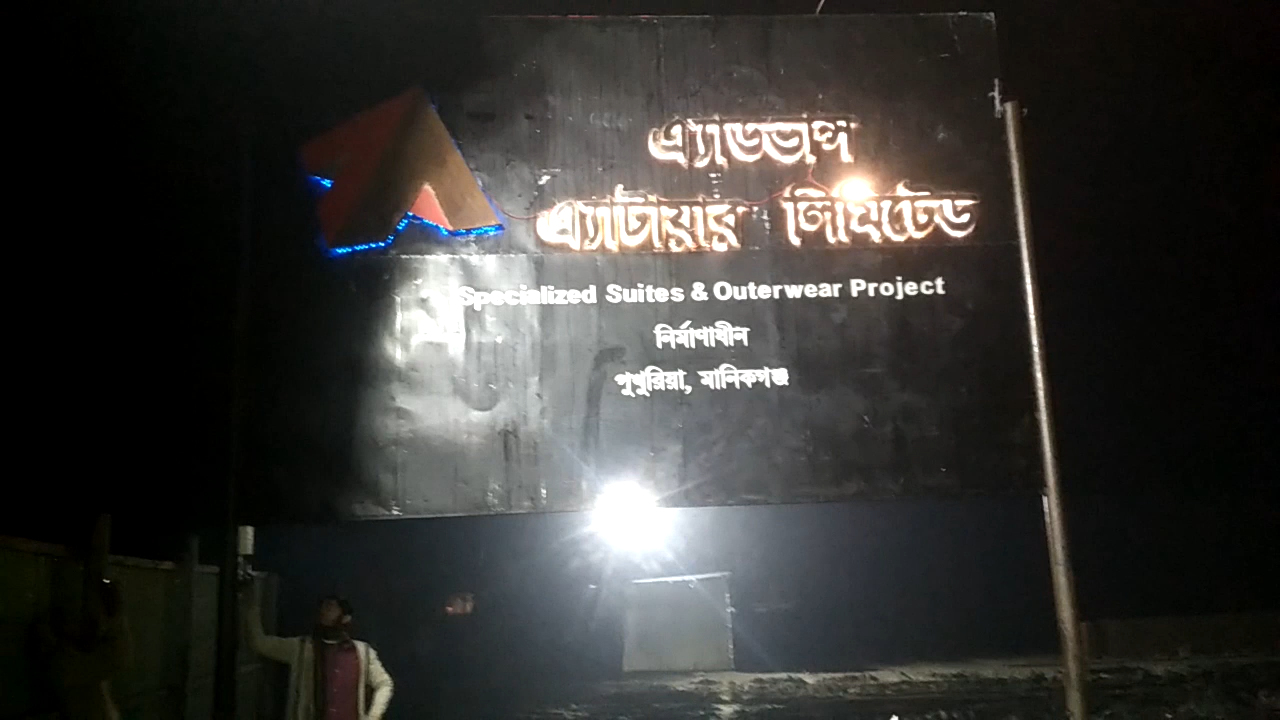 এ্যাডভান্স
এ্যাটায়ার লিমিটেড
Specialized Suites & Outerwear Project
নির্মাণাধীন
পুখুরিয়া, মানিকগঞ্জ